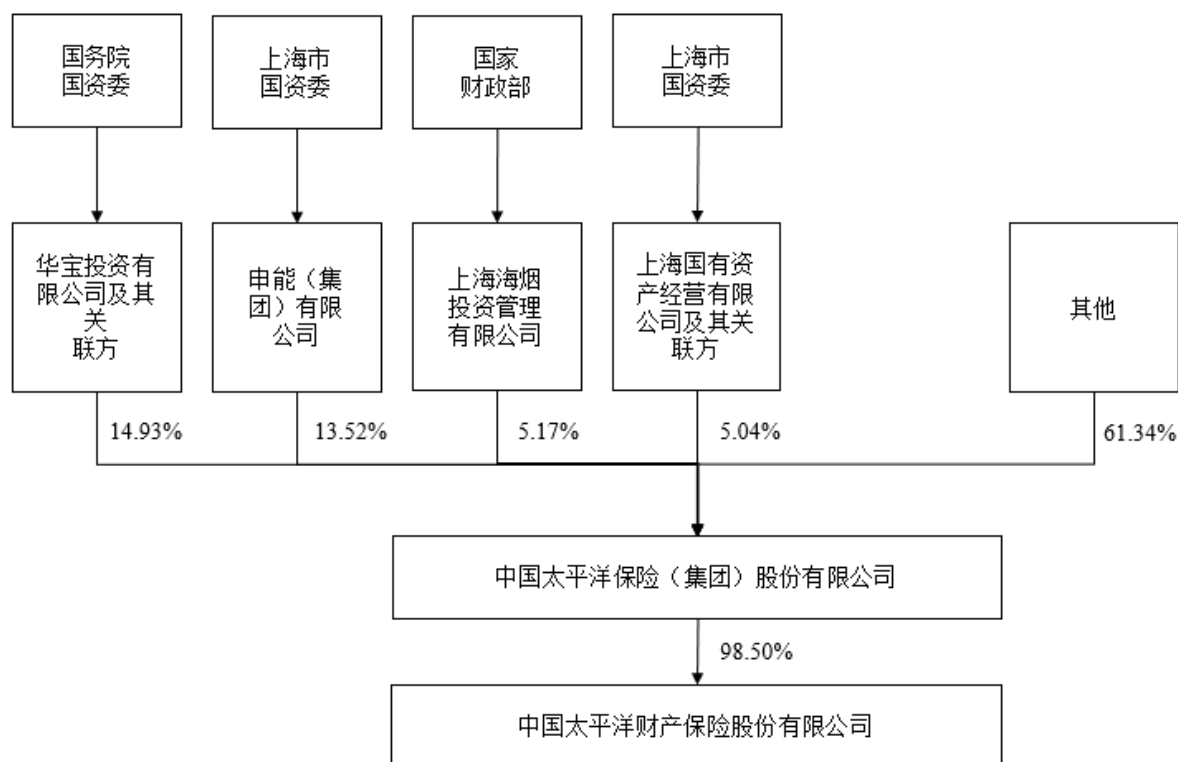 国务院
国资委
上海市
国资委
国家
财政部
上海市
国资委
华宝投资有
限公司及其
关
联方
申能（集
团）有限
公司
上海海烟
投资管理
有限公司
上海国有资
产经营有限
公司及其关
联方
其他
14.93%
13.52%
5.17%
5.04%
61.34%
中国太平洋保险（集团）股份有限公司
98.50%
中国太平洋财产保险股份有限公司